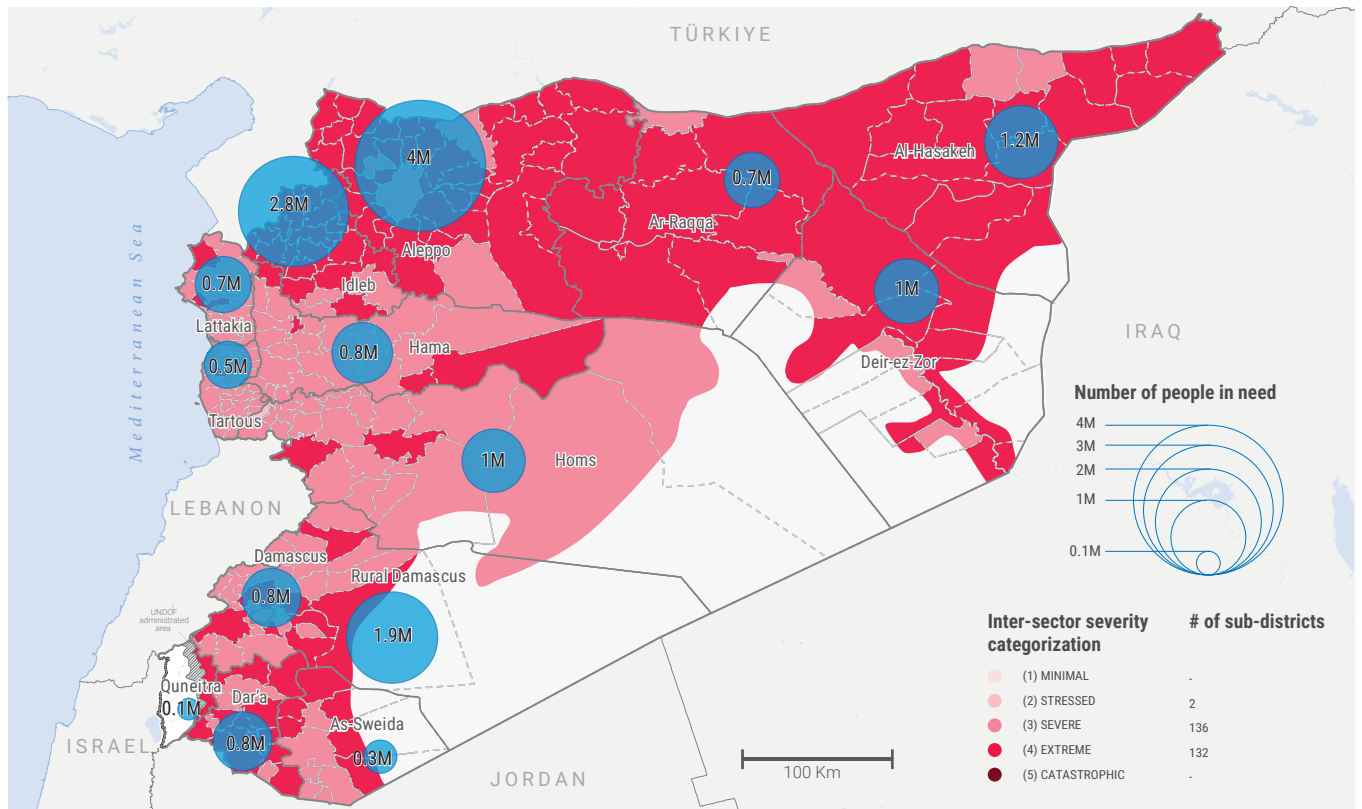 TÜRKIYE
4M
1.2M
Al-Hasakeh
0.7M
2.8M
Ar-Raqqa
Aleppo
Mediterranean Sea
0.7M
Idleb
1M
Lattakia
IRAQ
0.8M
Hama
0.5M
Deir-ez-Zor
Tartous
1M
Homs
LEBANON
Damascus
Rural Damascus
0.8M
UNDOF
administrated
area
1.9M
Quneitra
0.1M
Dar'a
As-Sweida
0.8M
0.3M
ISRAEL
JORDAN
100 Km
Number of people in need
4M
3M
2M
1M
0.1M
Inter-sector severity categorization # of sub-districts
(1) MINIMAL -
(2) STRESSED 2
(3) SEVERE 136
(4) EXTREME 132
(5) CATASTROPHIC -